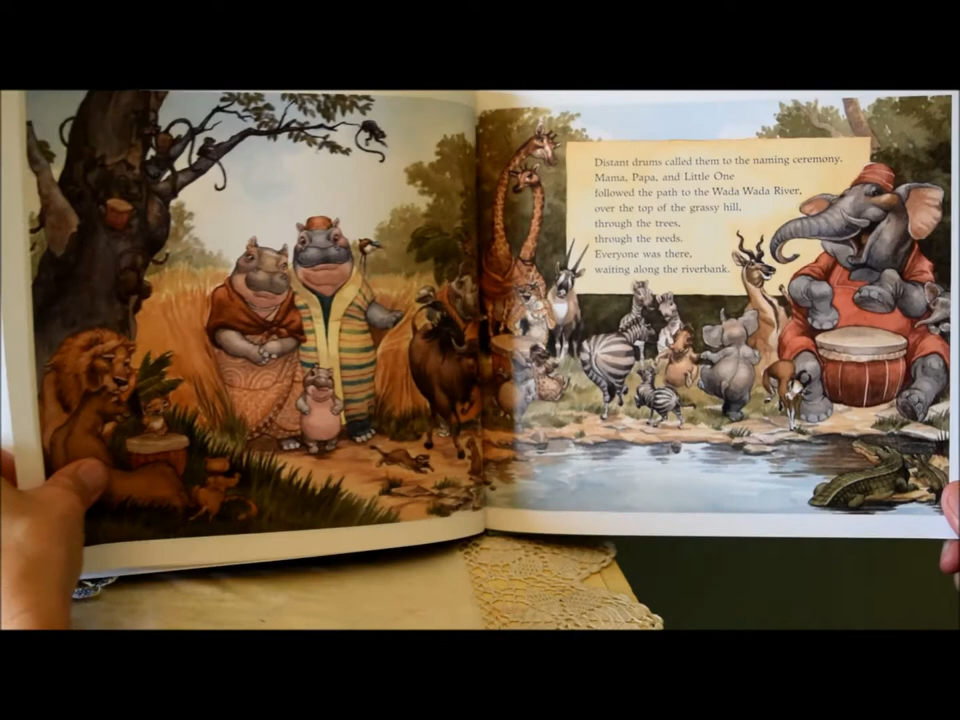 Distant drums called them to the naming ceremony.
Mama, Papa, and Little One
followed the path to the Wada Wada River,
over the top of the grassy hill,
through the trees,
through the reeds.
Everyone was there,
waiting along the riverbank.